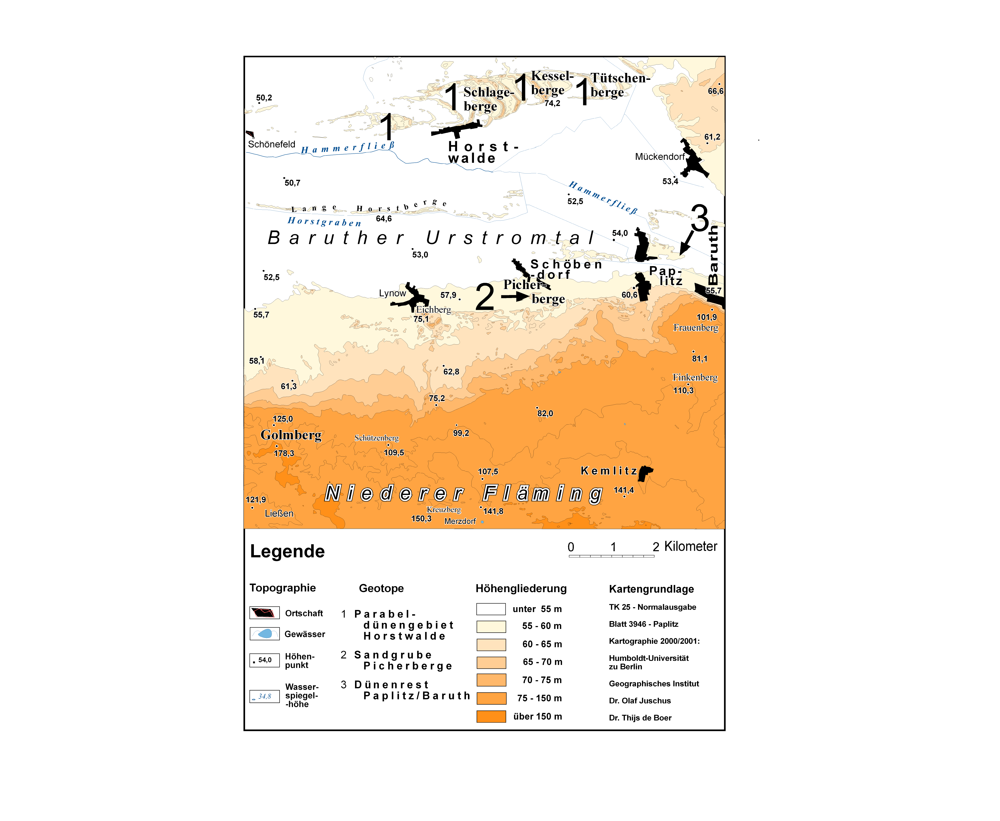 Kessel-
berge
74,2
Tütschen-
berge
1
1
1
1
Schlage-
berge
66,6
50,2
61,2
Schönefeld
Hammerfließ
Horst-
walde
Mückendorf
53,4
50,7
Hammerfließ
52,5
Lange Horstberge
64,6
Horstgraben
3
Baruther Urstromtal
54,0
Baruth
53,0
52,5
Schöben
-dorf
Pap-
litz
Picher-
berge
2
Lynow
57,9
60,6
55,7
Eichberg
75,1
55,7
101,9
Frauenberg
58,1
81,1
62,8
61,3
Finkenberg
110,3
75,2
82,0
125,0
Golmberg
178,3
99,2
Schützenberg
109,5
107,5
Kemlitz
Niederer Fläming
141,4
121,9
Ließen
Kreuzberg
150,3
141,8
Merzdorf
Legende
0 1 2 Kilometer
Topographie
Ortschaft
Gewässer
54,0
Höhen-
punkt
34,8
Wasser-
spiegel-
-höhe
Geotope
1 Parabel-
dünengebiet
Horstwalde
2 Sandgrube
Picherberge
3 Dünenrest
Paplitz/Baruth
Höhengliederung
unter 55 m
55 - 60 m
60 - 65 m
65 - 70 m
70 - 75 m
75 - 150 m
über 150 m
Kartengrundlage
TK 25 - Normalausgabe
Blatt 3946 - Paplitz
Kartographie 2000/2001:
Humboldt-Universität
zu Berlin
Geographisches Institut
Dr. Olaf Juschus
Dr. Thijs de Boer